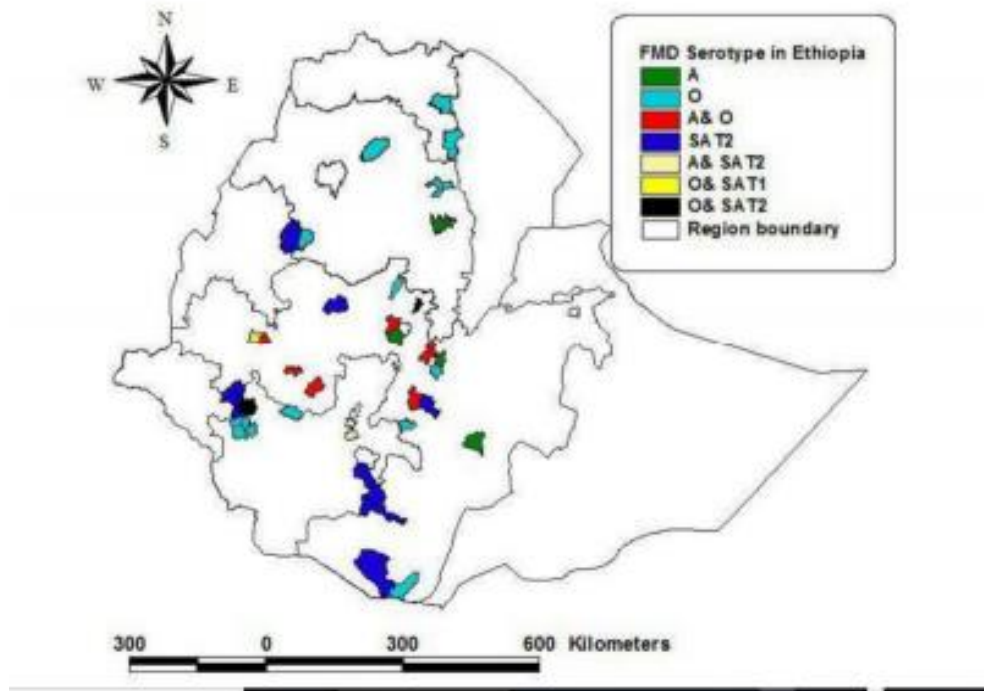 N
W
E
S
FMD Serotype in Ethiopia
A
O
A& O
SAT2
A& SAT2
O& SAT1
O& SAT2
Region boundary
300 0 300 600 Kilometers